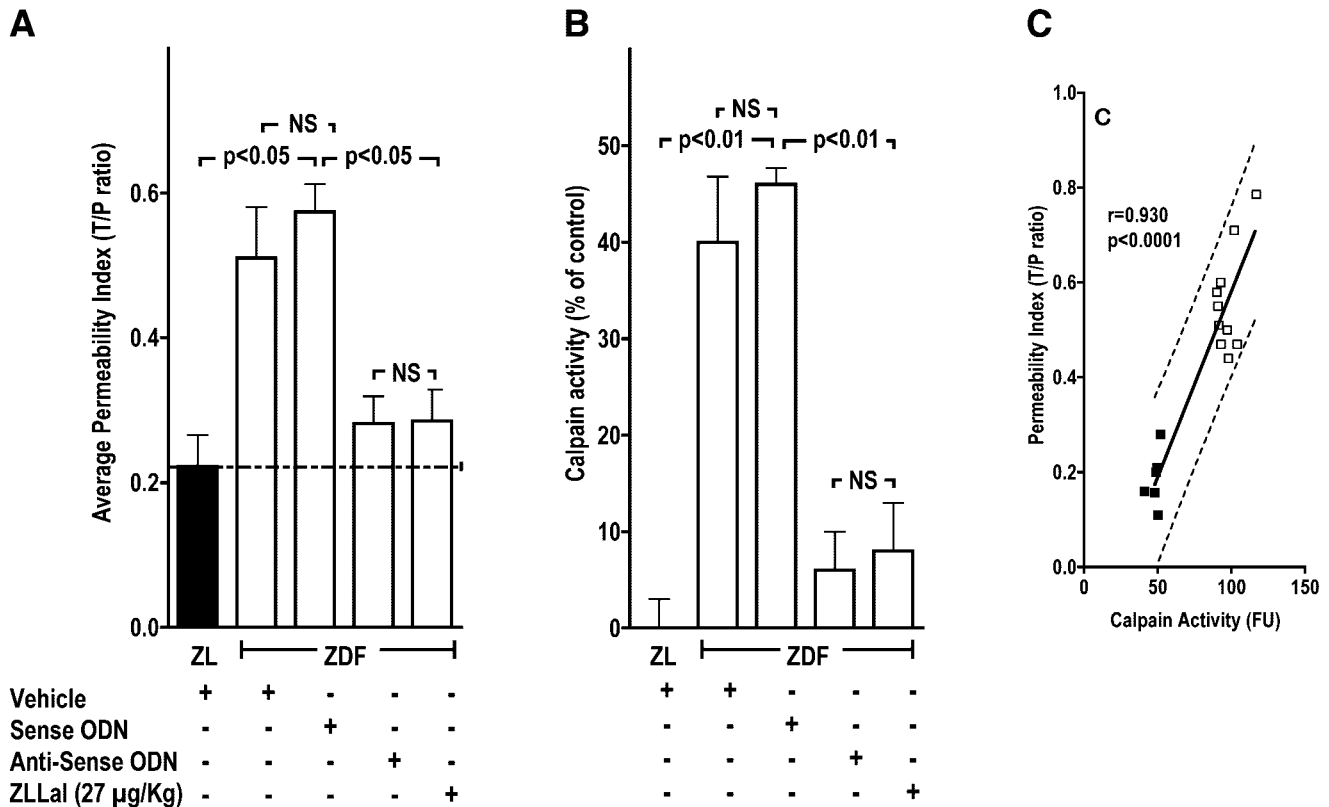 A
Average Permeability Index (T/P ratio)
0.6
0.4
0.2
0.0
NS
p<0.05 p<0.05
NS
ZL ZDF
Vehicle + + - - -
Sense ODN - - + - -
Anti-Sense ODN - - - + -
ZLLal (27 µg/Kg) - - - - +
B
Calpain activity (% of control)
50
40
30
20
10
0
NS
p<0.01 p<0.01
NS
ZL ZDF
+ + - - -
- - + - -
- - - + -
- - - - +
C
C
Permeability Index (T/P ratio)
1.0
0.8
0.6
0.4
0.2
0.0
r=0.930
p<0.0001
0 50 100 150
Calpain Activity (FU)